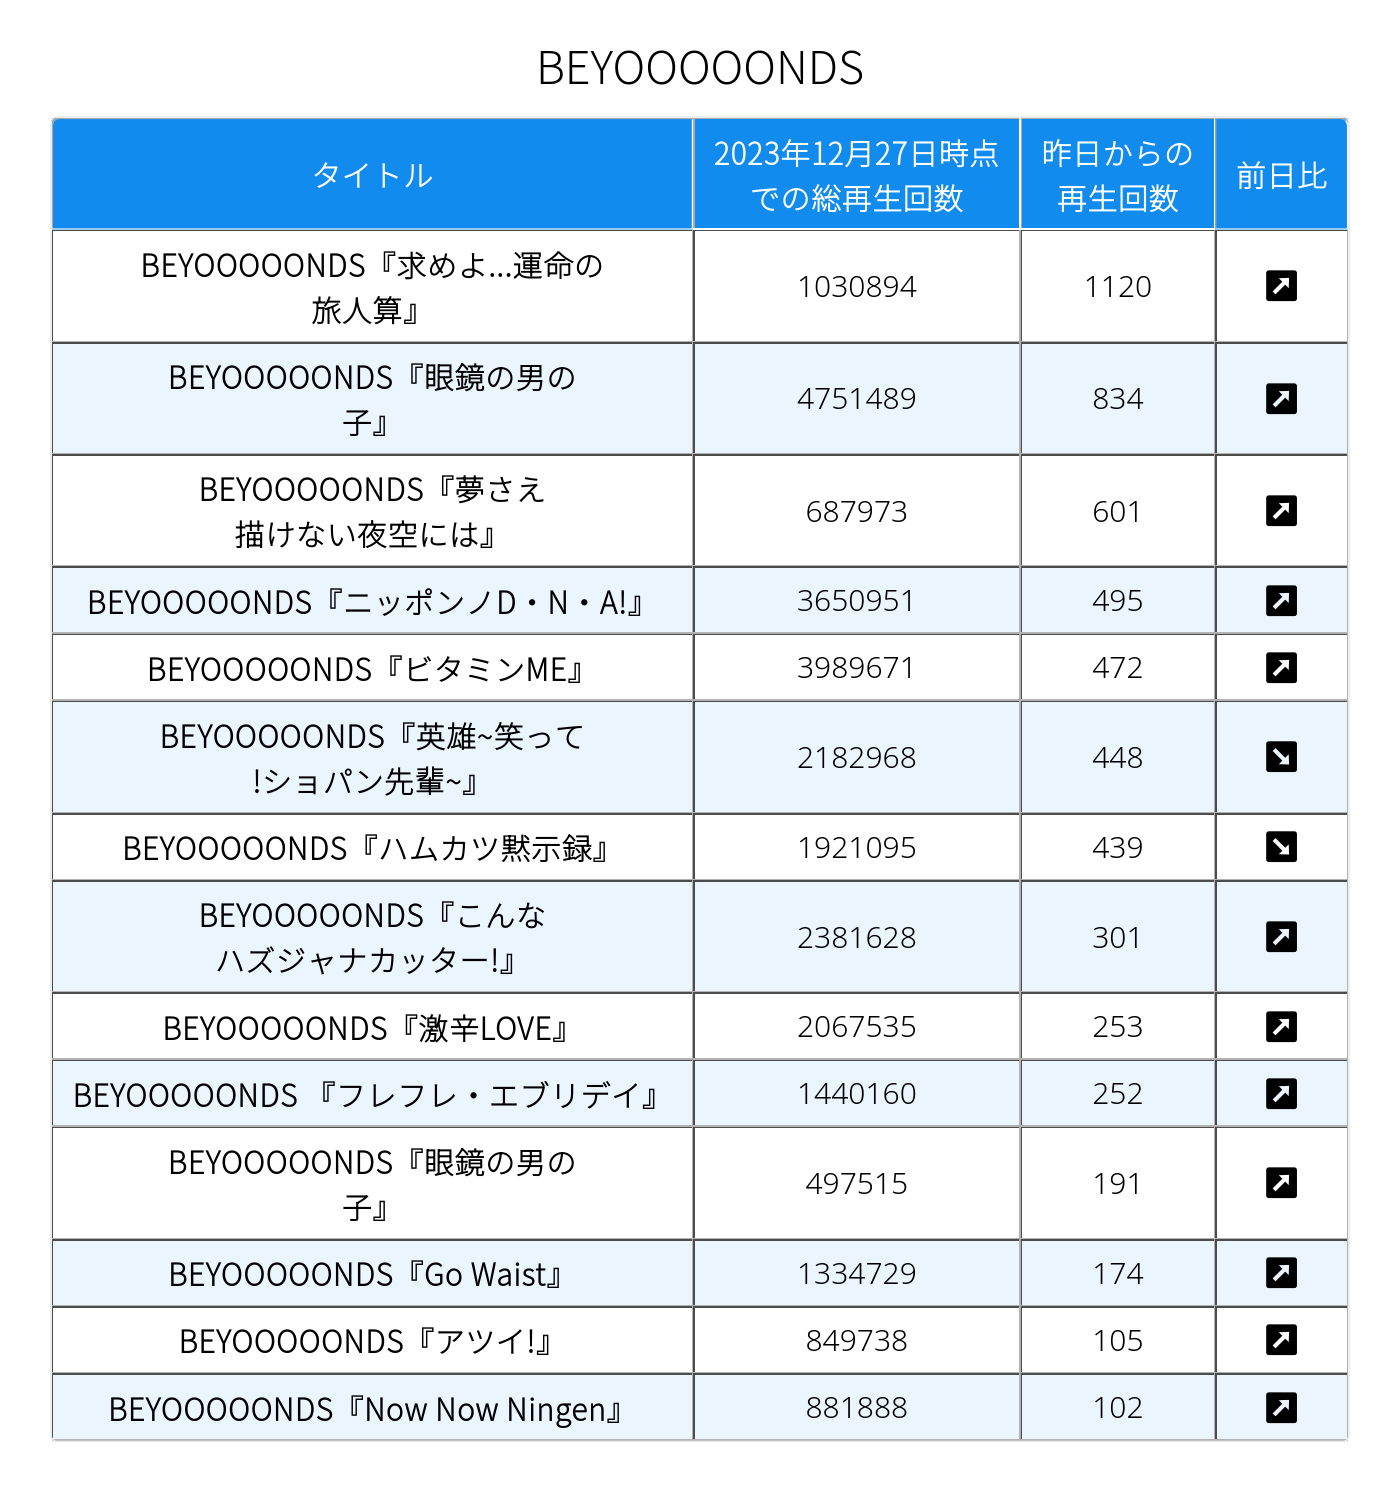 BEYOOOOONDS
タイトル
2023年12月27日時点
での総再生回数
昨日からの
再生回数
前日比
BEYOOOOONDS『求めよ...運命の
旅人算』
1030894
1120
BEYOOOOONDS『眼鏡の男の
子』
4751489
834
BEYOOOOONDS『夢さえ
描けない夜空には』
687973
601
BEYOOOOONDS『ニッポンノD・N・A!』
3650951
495
BEYOOOOONDS『ビタミンME』
3989671
472
BEYOOOOONDS『英雄~笑って
!ショパン先輩~』
2182968
448
BEYOOOOONDS『ハムカツ黙示録』
1921095
439
BEYOOOOONDS『こんな
ハズジャナカッター!』
2381628
301
BEYOOOOONDS『激辛LOVE』
2067535
253
BEYOOOOONDS 『フレフレ・エブリデイ』
1440160
252
BEYOOOOONDS『眼鏡の男の
子』
497515
191
BEYOOOOONDS『Go Waist』
1334729
174
BEYOOOOONDS『アツイ!』
849738
105
BEYOOOOONDS『Now Now Ningen』
881888
102